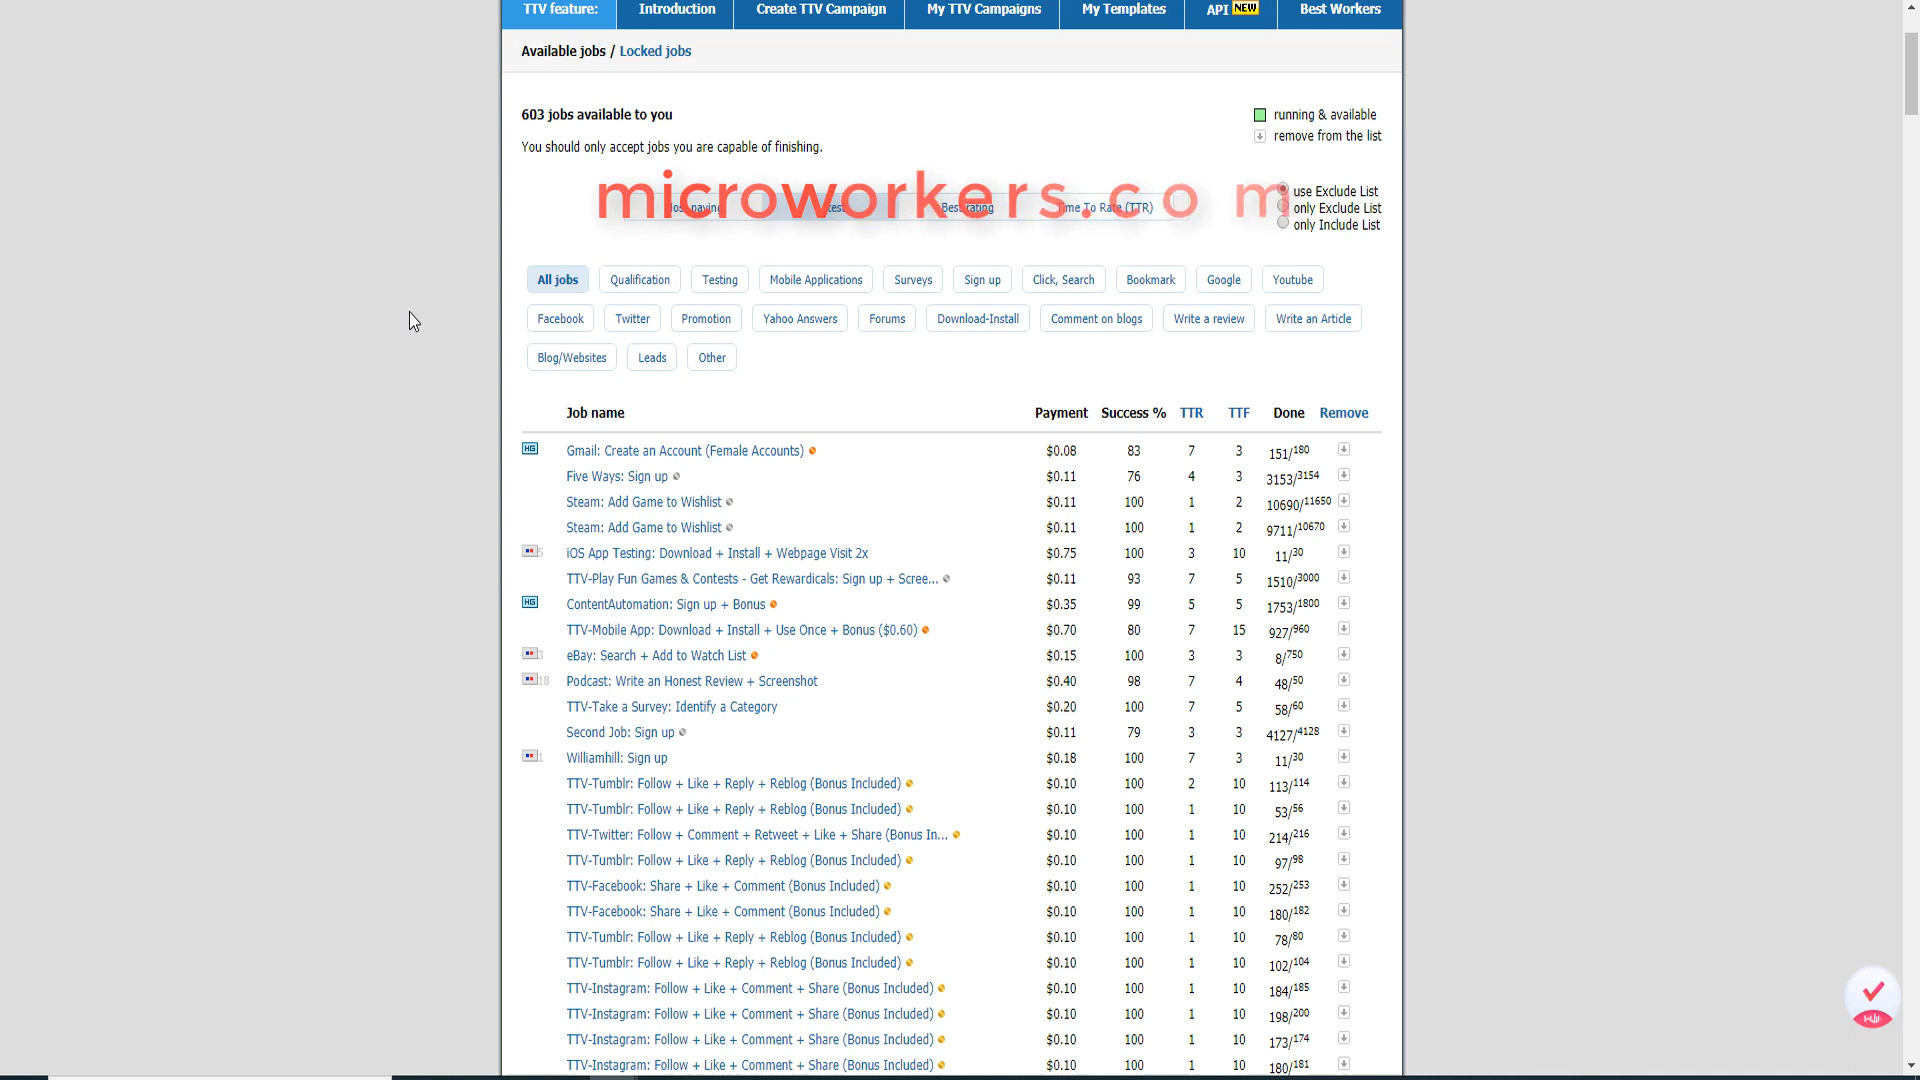 TTV feature: Introduction Create TTV Campaign My TTV Campaigns My Templates API NEW Best Workers
Available jobs / Locked jobs
603 jobs available to you
running & available
You should only accept jobs you are capable of finishing.
remove from the list
microworkers.com
Best rating Time To Rate (TTR)
use Exclude List
only Exclude List
only Include List
All jobs Qualification Testing Mobile Applications Surveys Sign up Click, Search Bookmark Google Youtube
Facebook Twitter Promotion Yahoo Answers Forums Download-Install Comment on blogs Write a review Write an Article
Blog/Websites Leads Other
Job name Payment Success % TTR TTF Done Remove
HG Gmail: Create an Account (Female Accounts) $0.08 83 7 3 151/180
Five Ways: Sign up $0.11 76 4 3 3153/3154
Steam: Add Game to Wishlist $0.11 100 1 2 10690/11650
Steam: Add Game to Wishlist $0.11 100 1 2 9711/10670
5 iOS App Testing: Download + Install + Webpage Visit 2x $0.75 100 3 10 11/30
TTV-Play Fun Games & Contests - Get Rewardicals: Sign up + Scree... $0.11 93 7 5 1510/3000
HG ContentAutomation: Sign up + Bonus $0.35 99 5 5 1753/1800
TTV-Mobile App: Download + Install + Use Once + Bonus ($0.60) $0.70 80 7 15 927/960
3 eBay: Search + Add to Watch List $0.15 100 3 3 8/750
18 Podcast: Write an Honest Review + Screenshot $0.40 98 7 4 48/50
TTV-Take a Survey: Identify a Category $0.20 100 7 5 58/60
Second Job: Sign up $0.11 79 3 3 4127/4128
1 Williamhill: Sign up $0.18 100 7 3 11/30
TTV-Tumblr: Follow + Like + Reply + Reblog (Bonus Included) $0.10 100 2 10 113/114
TTV-Tumblr: Follow + Like + Reply + Reblog (Bonus Included) $0.10 100 1 10 53/56
TTV-Twitter: Follow + Comment + Retweet + Like + Share (Bonus In... $0.10 100 1 10 214/216
TTV-Tumblr: Follow + Like + Reply + Reblog (Bonus Included) $0.10 100 1 10 97/98
TTV-Facebook: Share + Like + Comment (Bonus Included) $0.10 100 1 10 252/253
TTV-Facebook: Share + Like + Comment (Bonus Included) $0.10 100 1 10 180/182
TTV-Tumblr: Follow + Like + Reply + Reblog (Bonus Included) $0.10 100 1 10 78/80
TTV-Tumblr: Follow + Like + Reply + Reblog (Bonus Included) $0.10 100 1 10 102/104
TTV-Instagram: Follow + Like + Comment + Share (Bonus Included) $0.10 100 1 10 184/185
TTV-Instagram: Follow + Like + Comment + Share (Bonus Included) $0.10 100 1 10 198/200
TTV-Instagram: Follow + Like + Comment + Share (Bonus Included) $0.10 100 1 10 173/174
TTV-Instagram: Follow + Like + Comment + Share (Bonus Included) $0.10 100 1 10 180/181